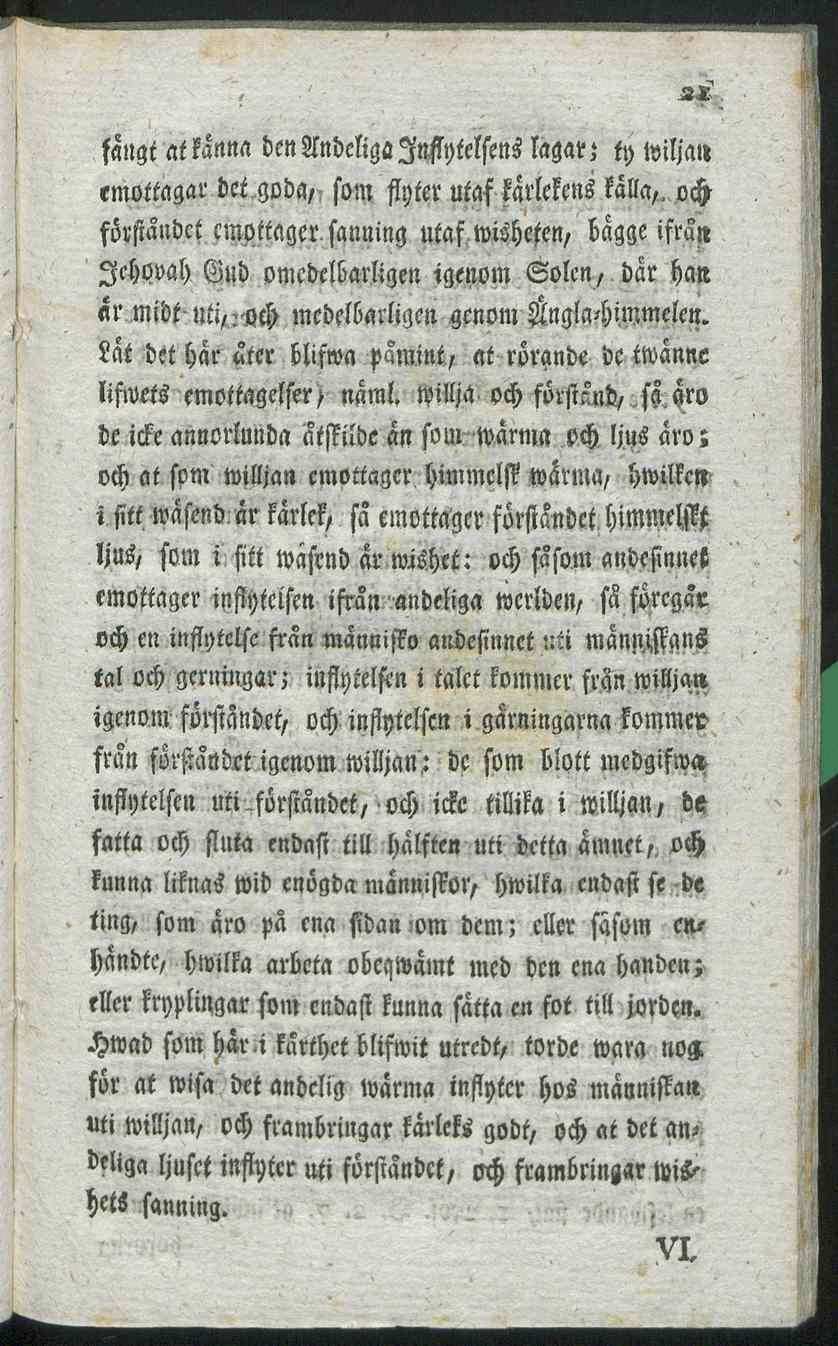 21
fångt at känna den Andeliga Inflytelsens lagar; ty wiljan
emottagar det goda, som flyter utaf kärlekens källa, och
förståndet emottager sanning utaf wisheten, bägge ifrån
Jehovah Gud omedelbarligen igenom Solen, där han
är midt uti, och medelbarligen genom Ängla-himmelen.
Låt det här åter blifwa påmint, at rörande de twänne
lifwets emottagelser, näml. willja och förstånd, så äro
de icke annorlunda åtskilde än som wärma och ljus äro;
och at som willjan emottager himmelsk wärma, hwilken
i sitt wäsend är kärlek, så emottager förståndet himmelskt
ljus, som i sitt wäsend är wishet: och såsom andesinnet
emottager inflytelsen ifrån andeliga werlden, så föregår
och en inflytelse från människo andesinnet uti människans
tal och gerningar; inflytelsen i talet kommer från willjan
igenom förståndet, och inflytelsen i gärningarna kommer
från förståndet igenom willjan: de som blott medgifwa
inflytelsen uti förståndet, och icke tillika i willjan, de
fatta och sluta endast till hälften uti detta ämnet, och
kunna liknas wid enögda människor, hwilka endast se de
ting, som äro på ena sidan om dem; eller såsom en-
händte, hwilka arbeta obeqwämt med den ena handen;
eller kryplingar som endast kunna sätta en fot till jorden.
Hwad som här i kårthet blifwit utredt, torde wara nog
för at wisa det andelig wärma inflyter hos människan
uti willjan, och frambringar kärleks godt, och at det an-
deliga ljuset inflyter uti förståndet, och frambringar wis-
hets sanning.
VI.